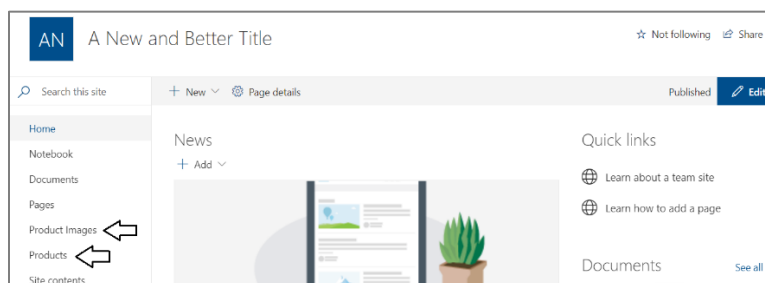 AN A New and Better Title
Not following Share
Search this site
New Page details
Published Edit
Home
Notebook
Documents
Pages
Product Images
Products
Site contents
News
Add
Quick links
Learn about a team site
Learn how to add a page
Documents See all